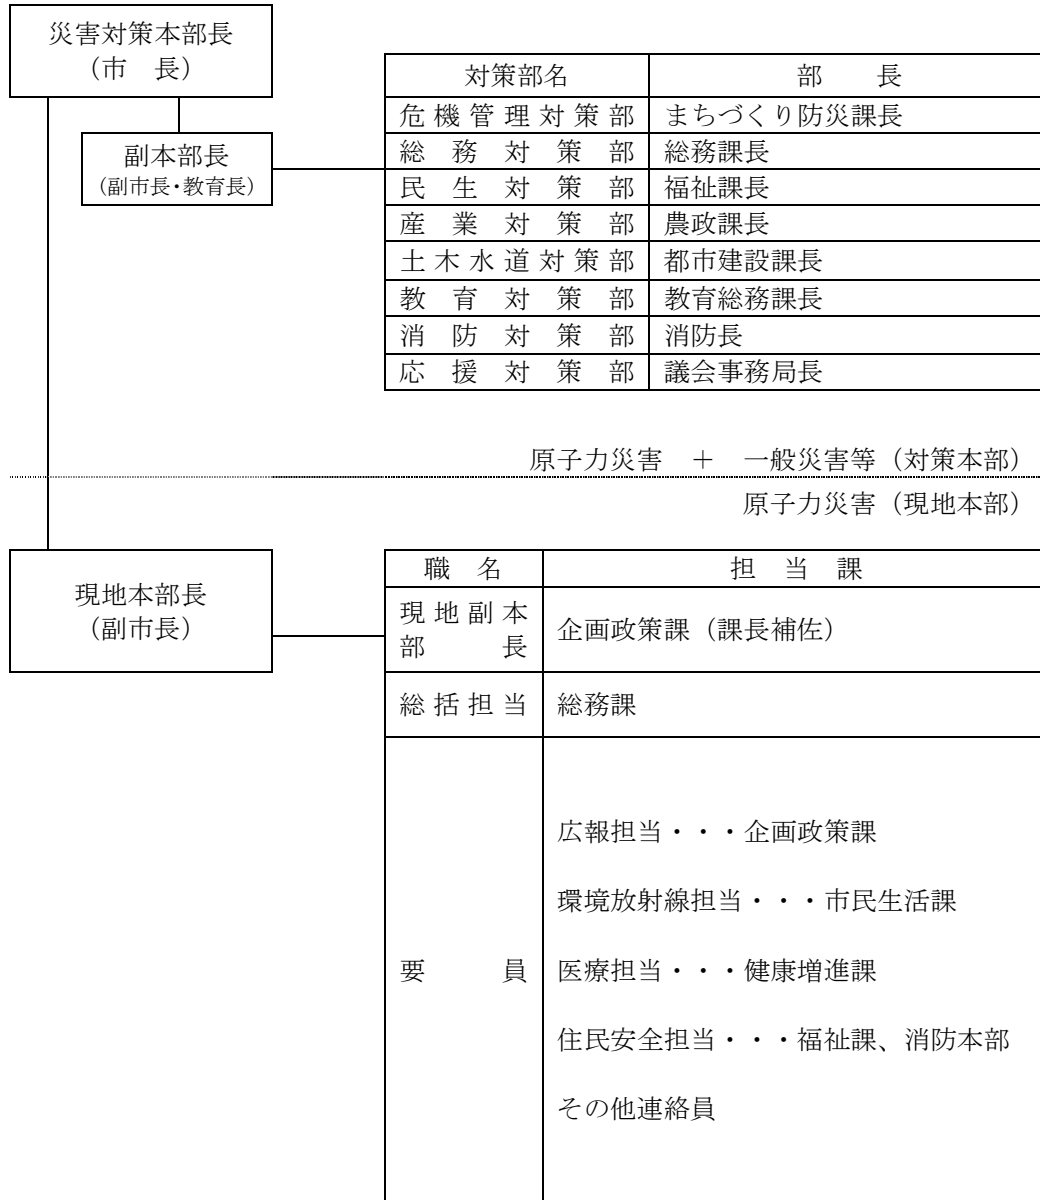 災害対策本部長
（市　長）
副本部長
（副市長・教育長）
対策部名　部　　長
危機管理対策部　まちづくり防災課長
総務対策部　総務課長
民生対策部　福祉課長
産業対策部　農政課長
土木水道対策部　都市建設課長
教育対策部　教育総務課長
消防対策部　消防長
応援対策部　議会事務局長
原子力災害　＋　一般災害等（対策本部）
原子力災害（現地本部）
現地本部長
（副市長）
職　名　担　当　課
現地副本
部長　企画政策課（課長補佐）
総括担当　総務課
要員
広報担当・・・企画政策課
環境放射線担当・・・市民生活課
医療担当・・・健康増進課
住民安全担当・・・福祉課、消防本部
その他連絡員